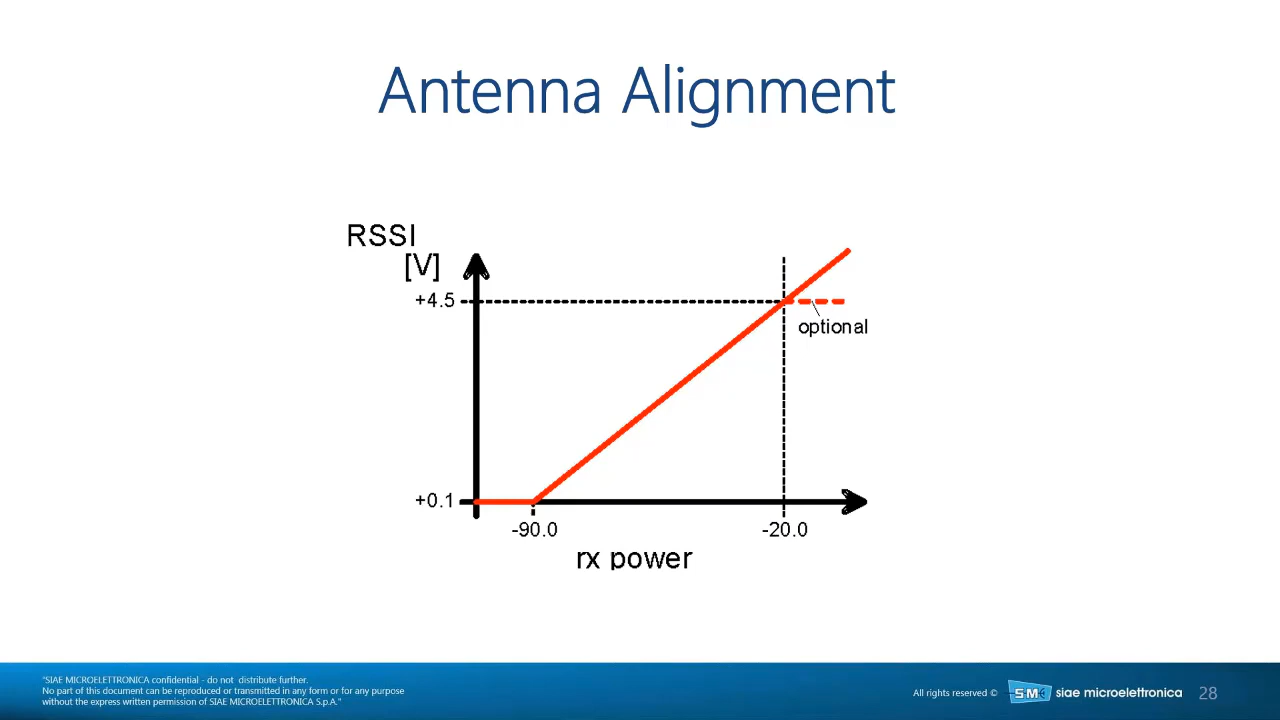 Antenna Alignment
RSSI
[V]
+4.5
optional
+0.1
-90.0
-20.0
rx power
"SIAE MICROELETTRONICA confidential - do not distribute further.
No part of this document can be reproduced or transmitted in any form or for any purpose
without the express written permission of SIAE MICROELETTRONICA S.p.A."
All rights reserved © SM siae microelettronica 28